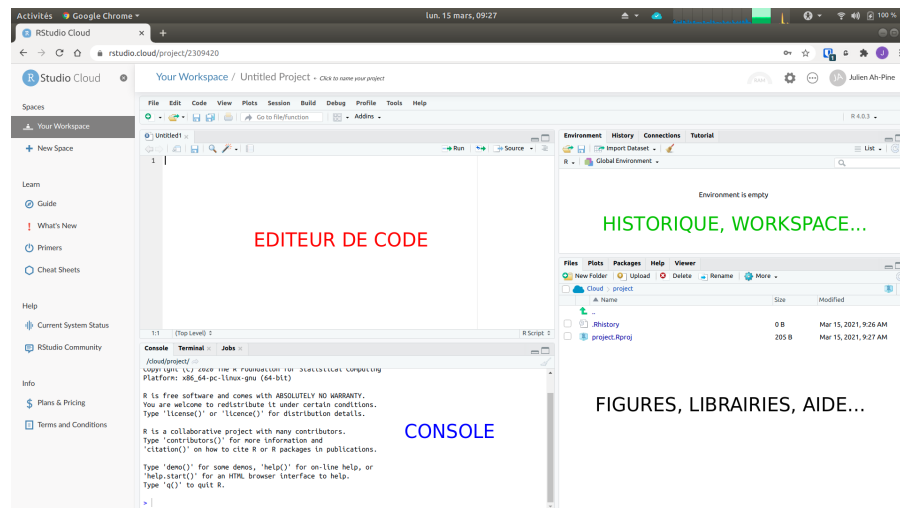 Activités Google Chrome lun. 15 mars, 09:27 100 %
RStudio Cloud
rstudio.cloud/project/2309420
R Studio Cloud Your Workspace / Untitled Project - Click to name your project JA Julien Ah-Pine
Spaces
Your Workspace
New Space
Learn
Guide
What's New
Primers
Cheat Sheets
Help
Current System Status
RStudio Community
Info
Plans & Pricing
Terms and Conditions
File Edit Code View Plots Session Build Debug Profile Tools Help
Go to file/function Addins R 4.0.3
Untitled1
Run Source
1
EDITEUR DE CODE
1:1 (Top Level) R Script
Console Terminal Jobs
/cloud/project/
Copyright (C) 2020 The R Foundation for Statistical Computing
Platform: x86_64-pc-linux-gnu (64-bit)
R is free software and comes with ABSOLUTELY NO WARRANTY.
You are welcome to redistribute it under certain conditions.
Type 'license()' or 'licence()' for distribution details.
R is a collaborative project with many contributors.
Type 'contributors()' for more information and
'citation()' on how to cite R or R packages in publications.
Type 'demo()' for some demos, 'help()' for on-line help, or
'help.start()' for an HTML browser interface to help.
Type 'q()' to quit R.
>
CONSOLE
Environment History Connections Tutorial
Import Dataset List
R Global Environment
Environment is empty
HISTORIQUE, WORKSPACE...
Files Plots Packages Help Viewer
New Folder Upload Delete Rename More
Cloud project
Name Size Modified
..
.Rhistory 0 B Mar 15, 2021, 9:26 AM
project.Rproj 205 B Mar 15, 2021, 9:27 AM
FIGURES, LIBRAIRIES, AIDE...